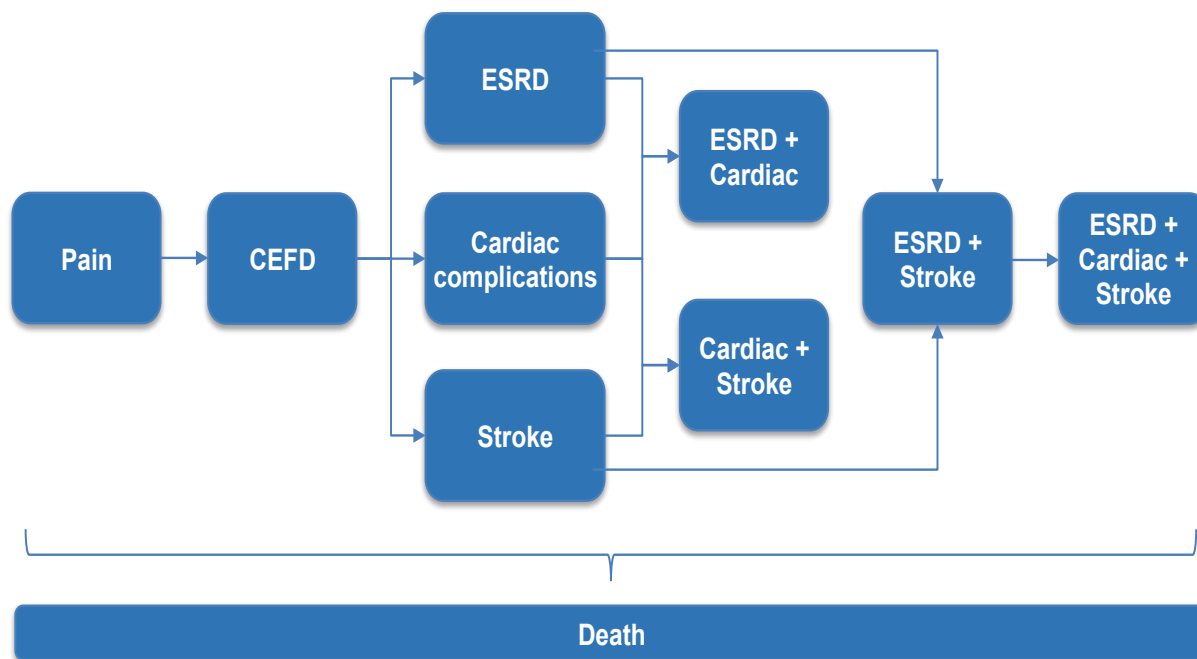 Pain
CEFD
ESRD
Cardiac
complications
Stroke
ESRD +
Cardiac
Cardiac +
Stroke
ESRD +
Stroke
ESRD +
Cardiac +
Stroke
Death